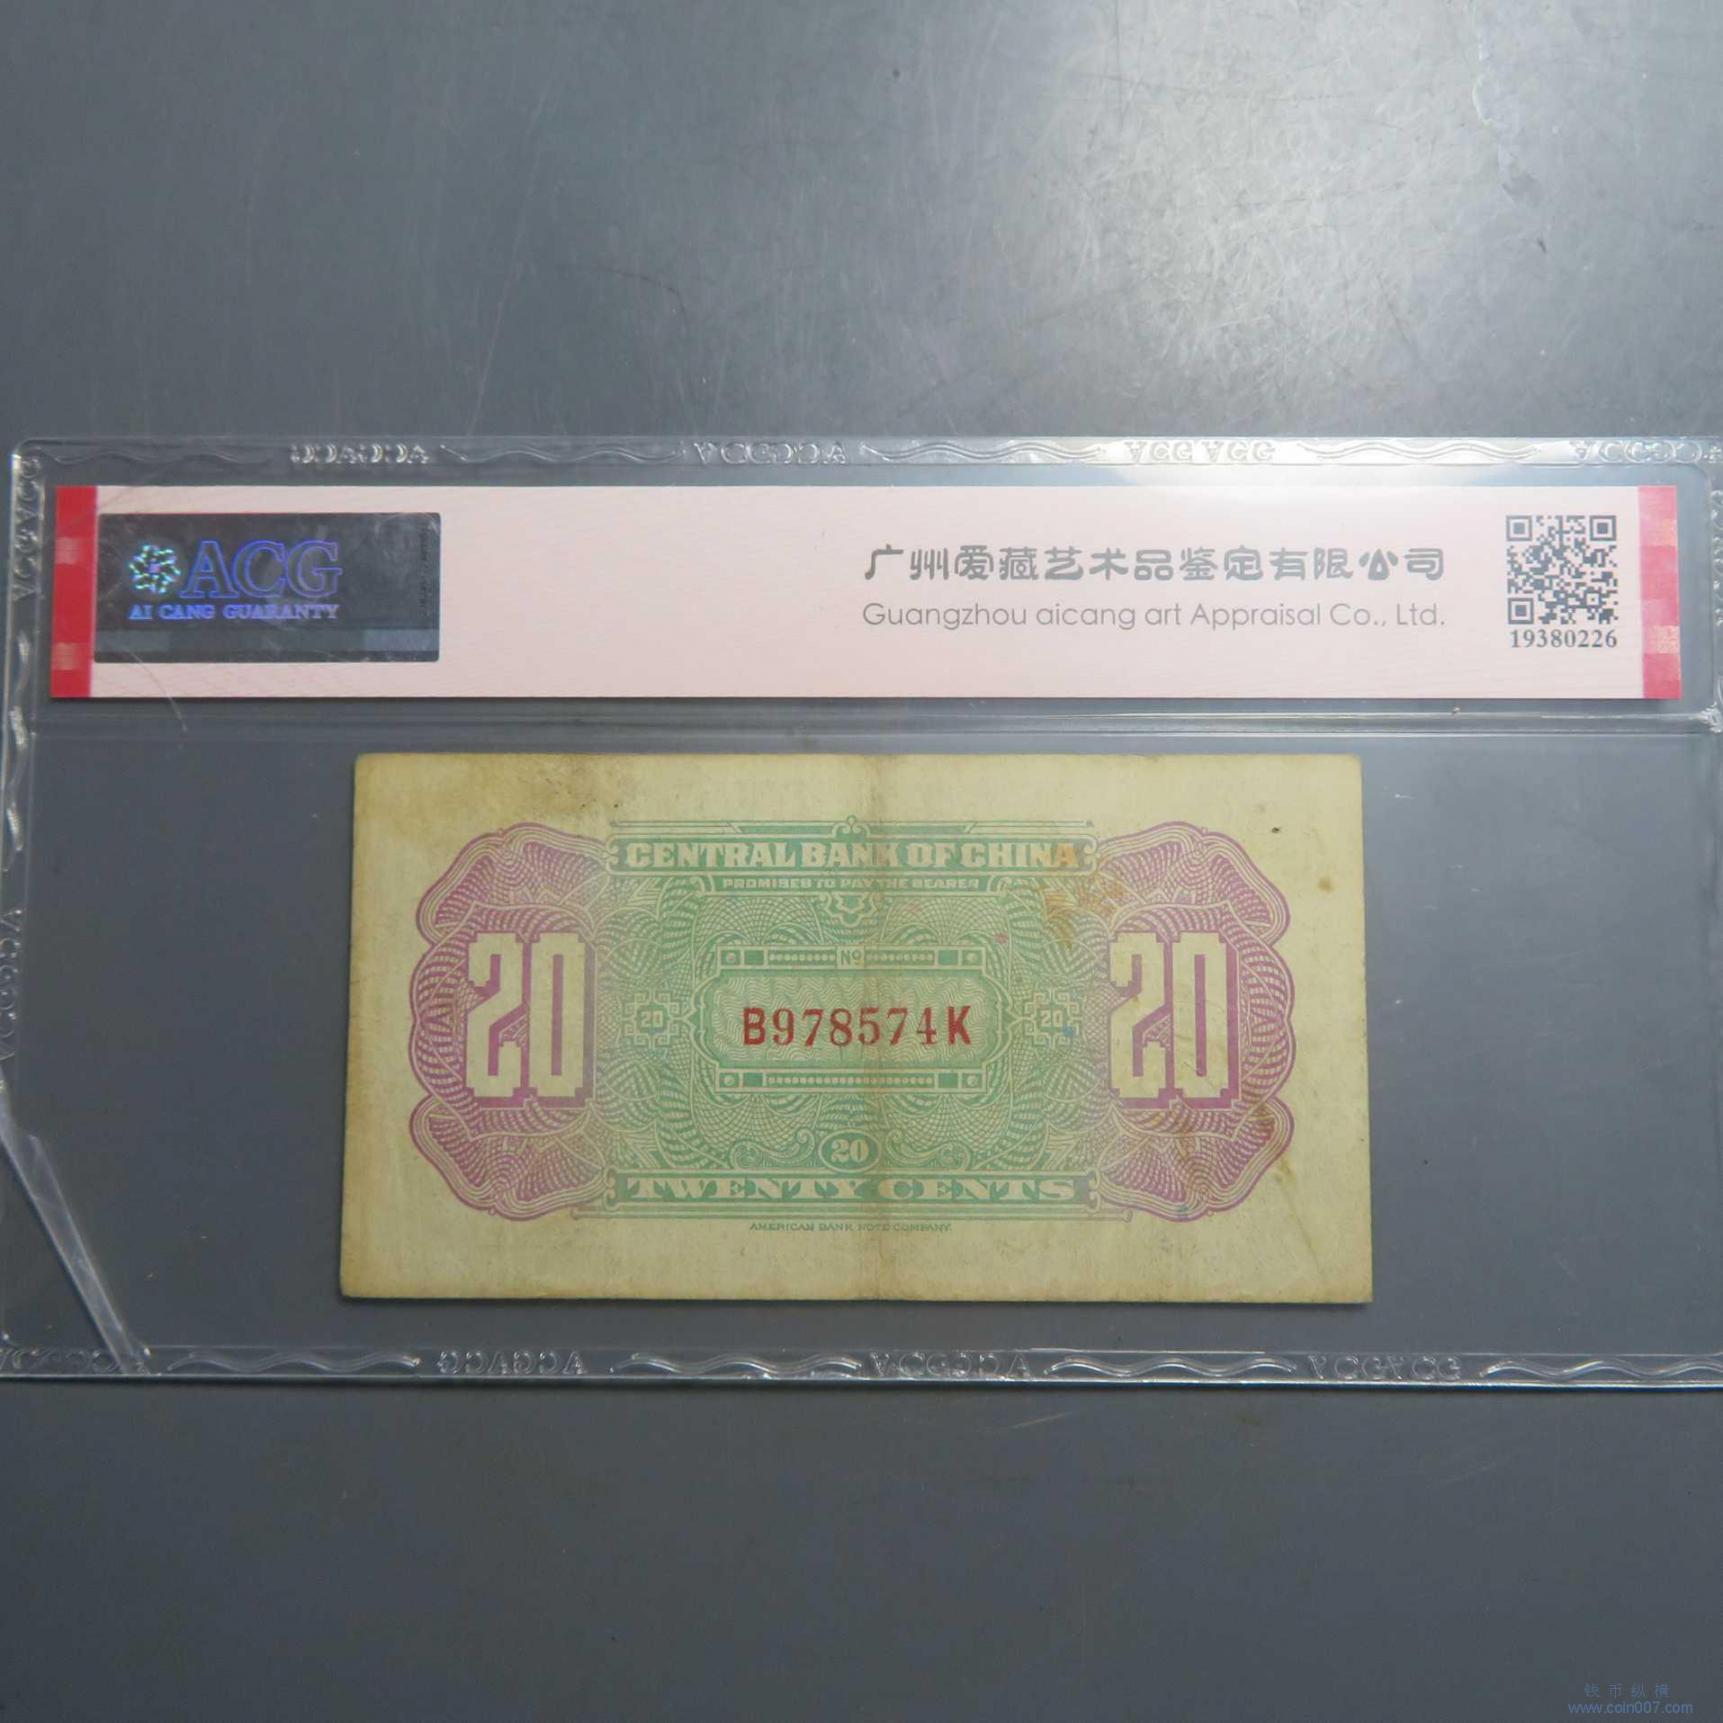 ACG
AI CANG GUARANTY
广州爱藏艺术品鉴定有限公司
Guangzhou aicang art Appraisal Co., Ltd.
19380226
CENTRAL BANK OF CHINA
PROMISES TO PAY THE BEARER
20
20
No
20
B978574K
20
20
TWENTY CENTS
AMERICAN BANK NOTE COMPANY.
钱币纵横
www.coin007.com